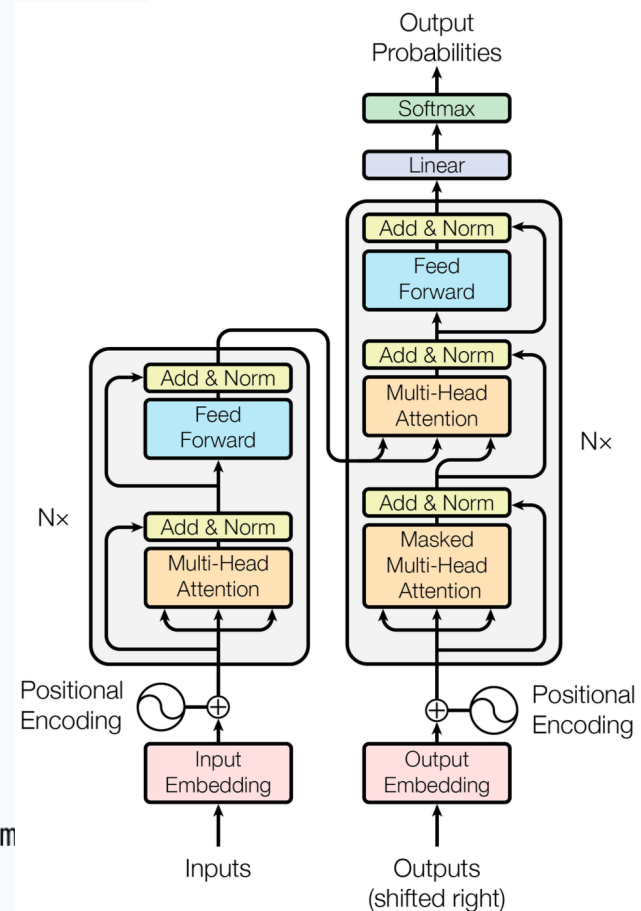 Output
Probabilities
Softmax
Linear
Add & Norm
Feed
Forward
Add & Norm
Multi-Head
Attention
Add & Norm
Masked
Multi-Head
Attention
Nx
Add & Norm
Feed
Forward
Add & Norm
Multi-Head
Attention
Nx
Positional
Encoding
Positional
Encoding
Input
Embedding
Output
Embedding
m
Inputs
Outputs
(shifted right)